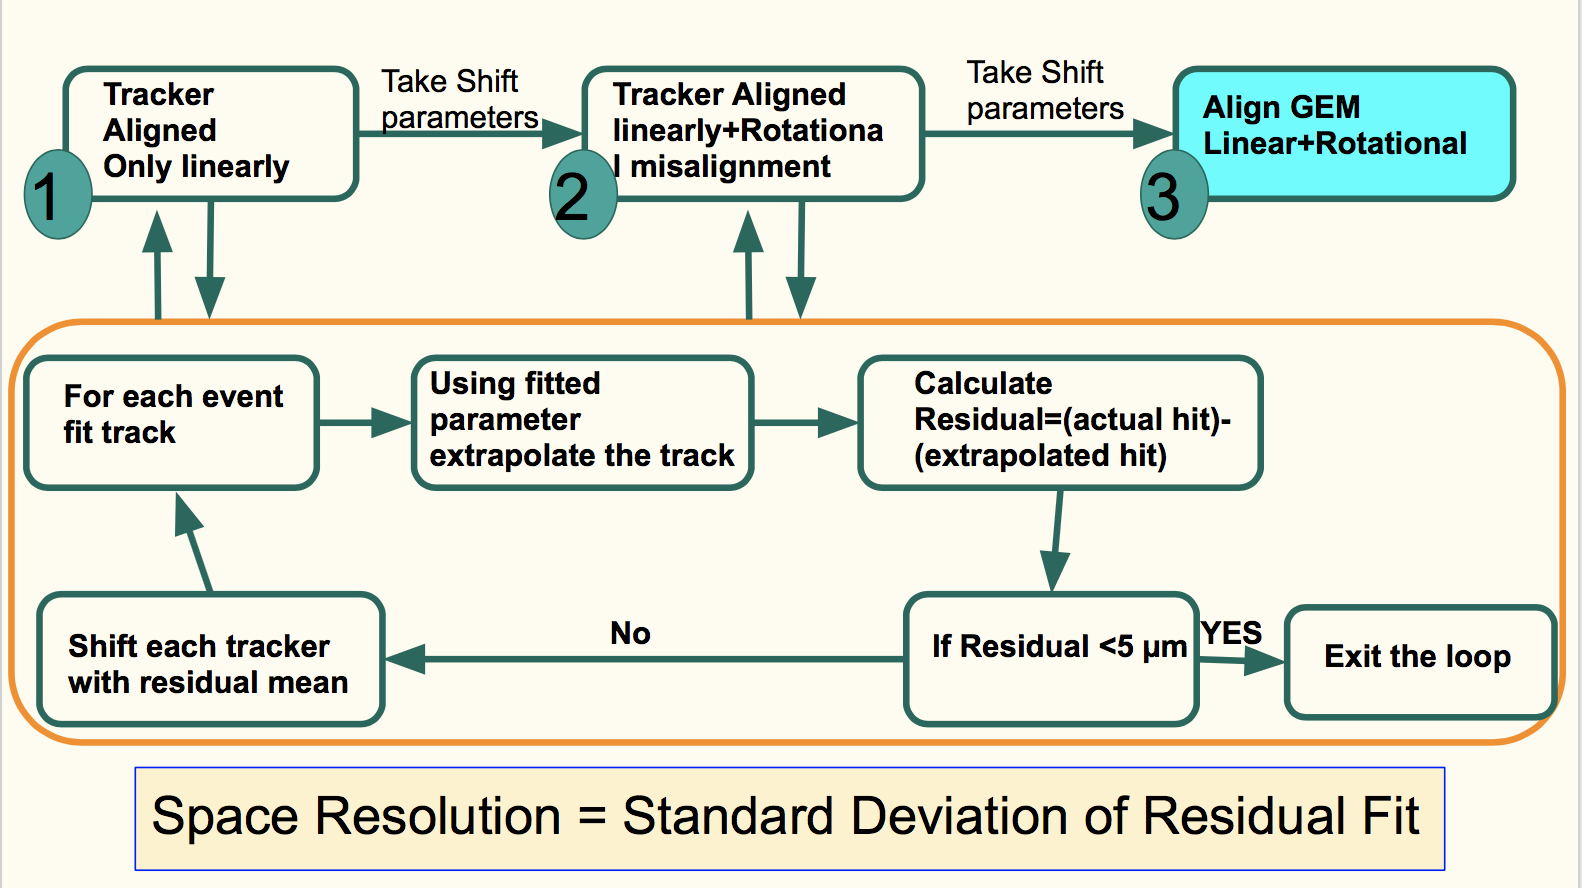 Tracker
Aligned
Only linearly
1
Take Shift
parameters
Tracker Aligned
linearly+Rotationa
l misalignment
2
Take Shift
parameters
Align GEM
Linear+Rotational
3
For each event
fit track
Using fitted
parameter
extrapolate the track
Calculate
Residual=(actual hit)-
(extrapolated hit)
Shift each tracker
with residual mean
No
If Residual <5 µm
YES
Exit the loop
Space Resolution = Standard Deviation of Residual Fit